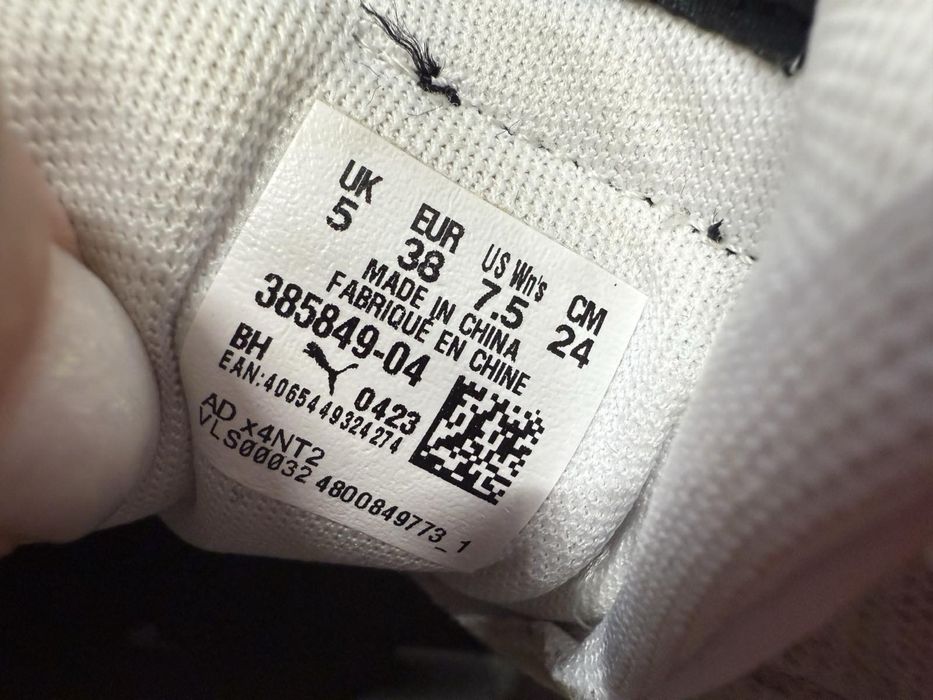 UK EUR US Wn's CM
5 38 7.5 24
MADE IN CHINA
FABRIQUÉ EN CHINE
385849-04
BH 0423
EAN:4065449324274
AD x4NT2
VLS00032 4800849773_1